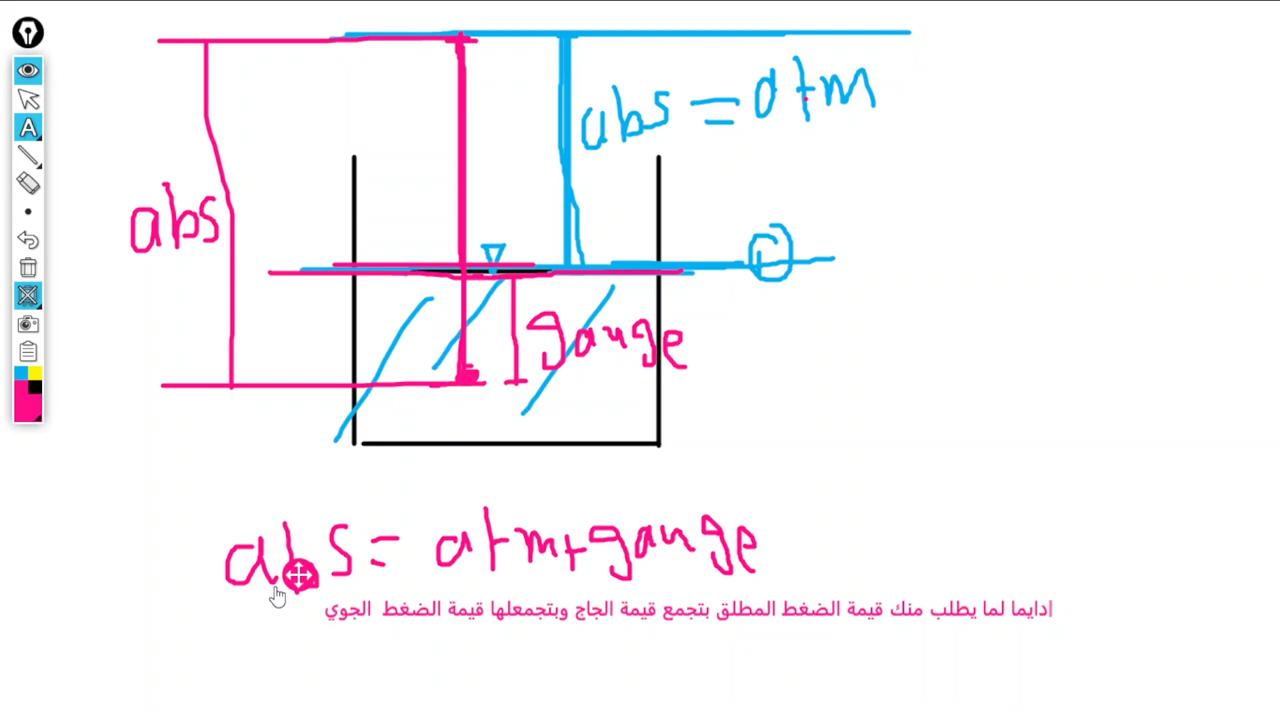 abs = atm
abs
gauge
abs = atm + gauge
دايما لما يطلب منك قيمة الضغط المطلق بتجمع قيمة الجاج وبتجمعلها قيمة الضغط الجوي